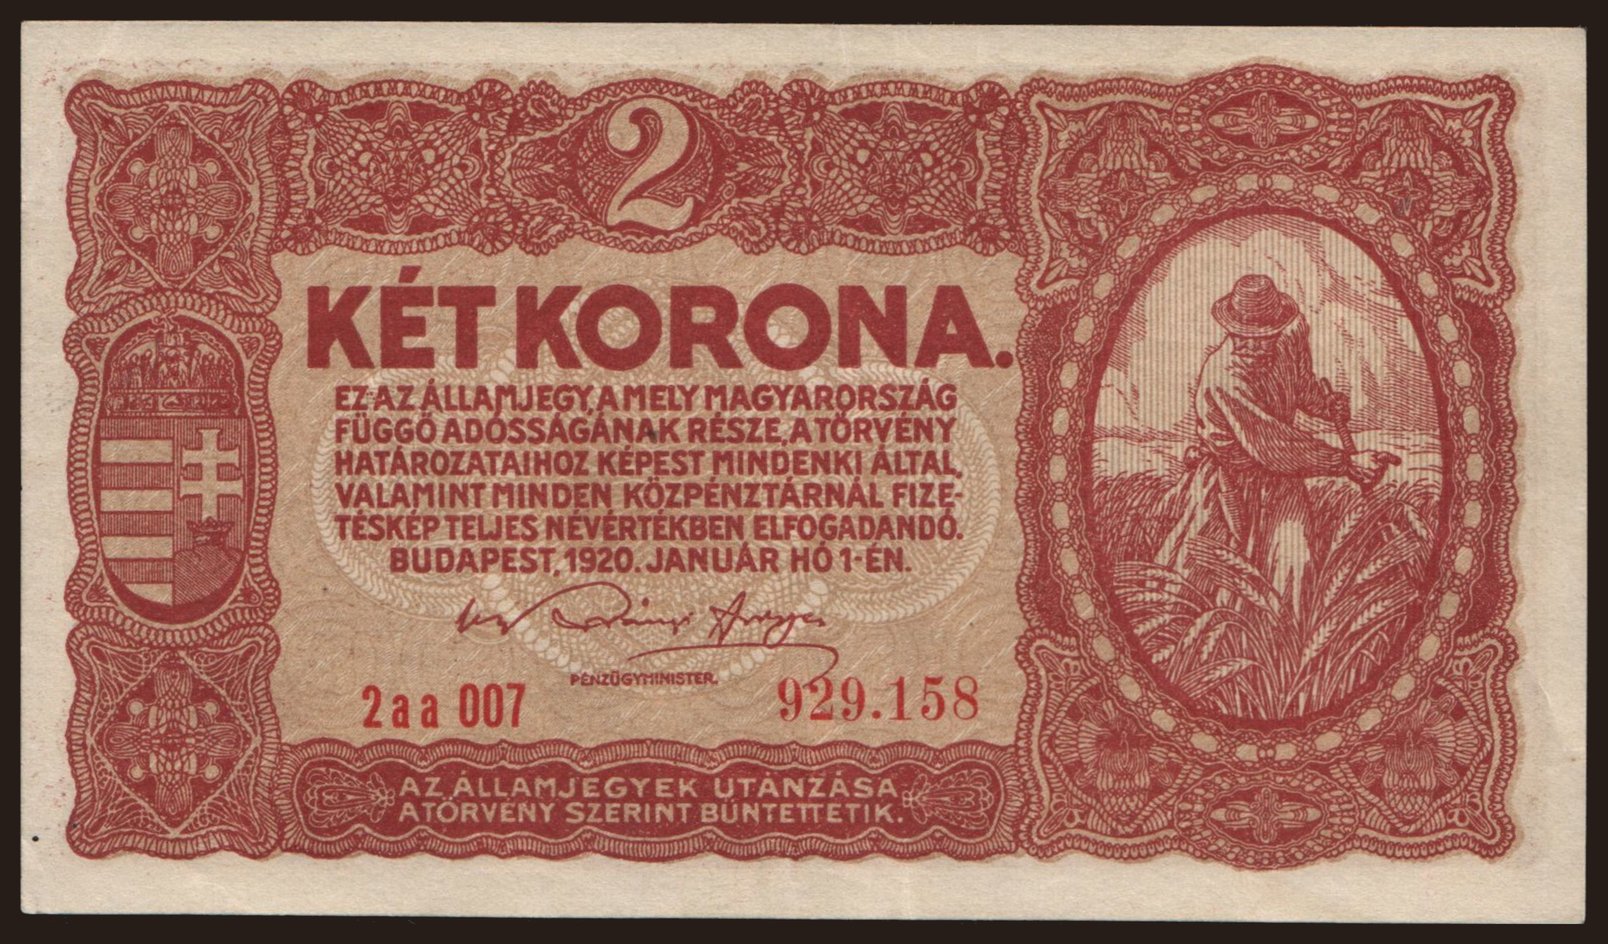 2
KÉT KORONA.
EZ AZ ÁLLAMJEGY, A MELY MAGYARORSZÁG
FÜGGŐ ADÓSSÁGÁNAK RÉSZE, A TÖRVÉNY
HATÁROZATAIHOZ KÉPEST MINDENKI ÁLTAL,
VALAMINT MINDEN KÖZPÉNZTÁRNÁL FIZE-
TÉSKÉP TELJES NÉVÉRTÉKBEN ELFOGADANDÓ.
BUDAPEST, 1920. JANUÁR HÓ 1-ÉN.
PÉNZÜGYMINISTER.
2aa 007
929.158
AZ ÁLLAMJEGYEK UTÁNZÁSA
A TÖRVÉNY SZERINT BÜNTETTETIK.